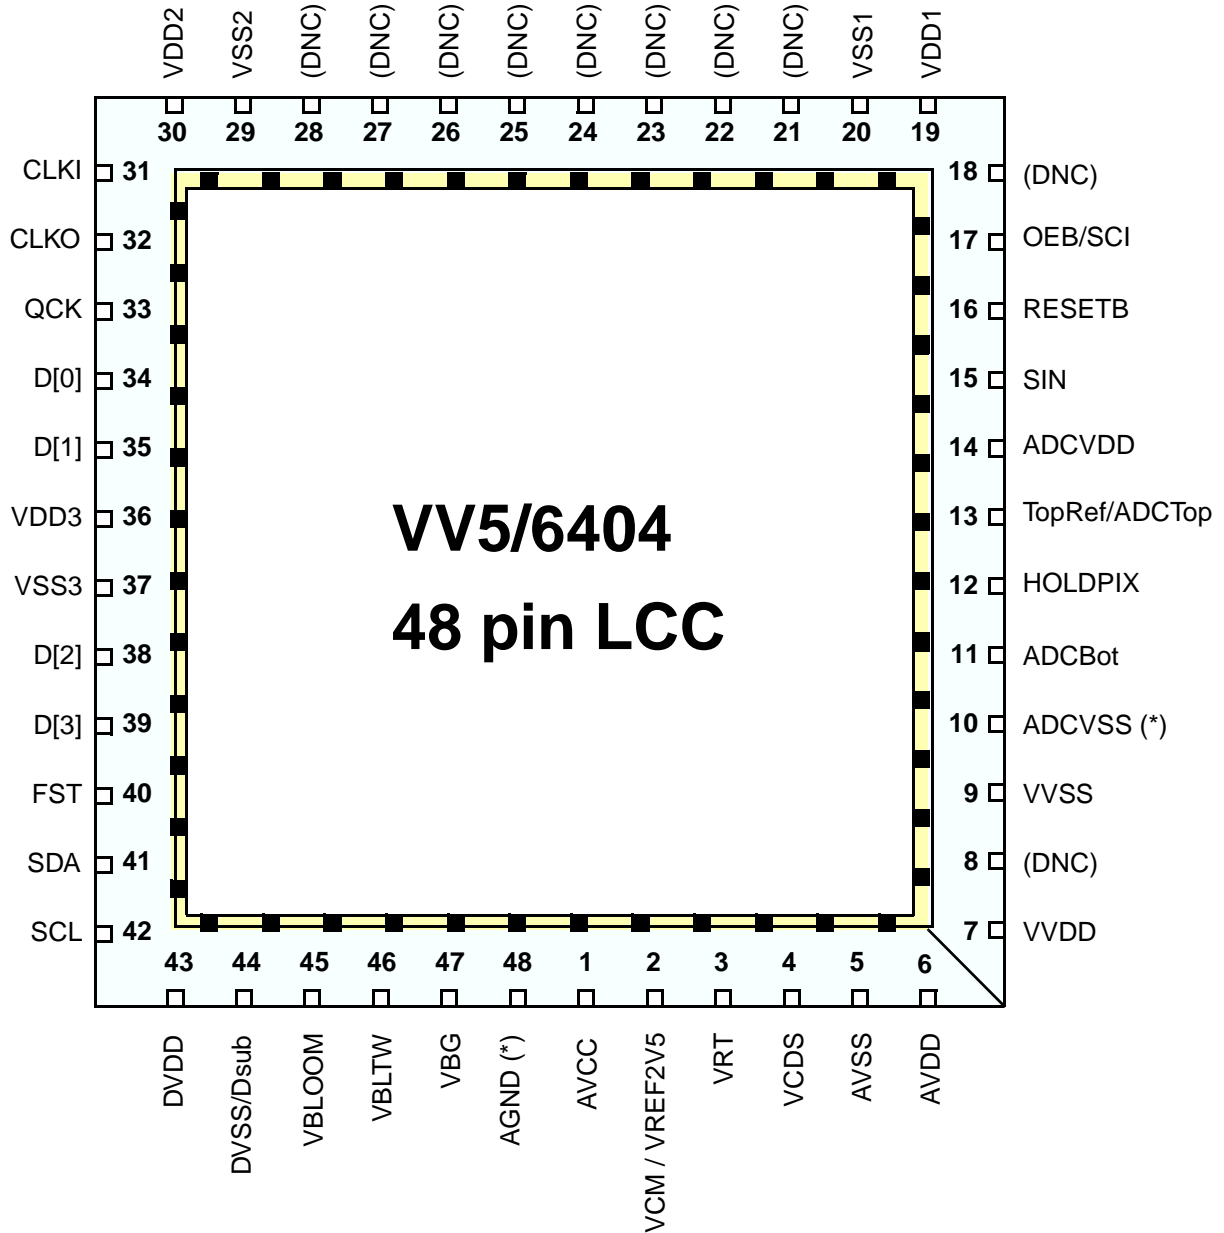 VDD2 VSS2 (DNC) (DNC) (DNC) (DNC) (DNC) (DNC) (DNC) (DNC) VSS1 VDD1
30 29 28 27 26 25 24 23 22 21 20 19
CLKI 31 18 (DNC)
CLKO 32 17 OEB/SCI
QCK 33 16 RESETB
D[0] 34 15 SIN
D[1] 35 14 ADCVDD
VDD3 36 13 TopRef/ADCTop
VV5/6404
VSS3 37 12 HOLDPIX
48 pin LCC
D[2] 38 11 ADCBot
D[3] 39 10 ADCVSS (*)
FST 40 9 VVSS
SDA 41 8 (DNC)
SCL 42 7 VVDD
43 44 45 46 47 48 1 2 3 4 5 6
DVDD DVSS/Dsub VBLOOM VBLTW VBG AGND (*) AVCC VCM / VREF2V5 VRT VCDS AVSS AVDD